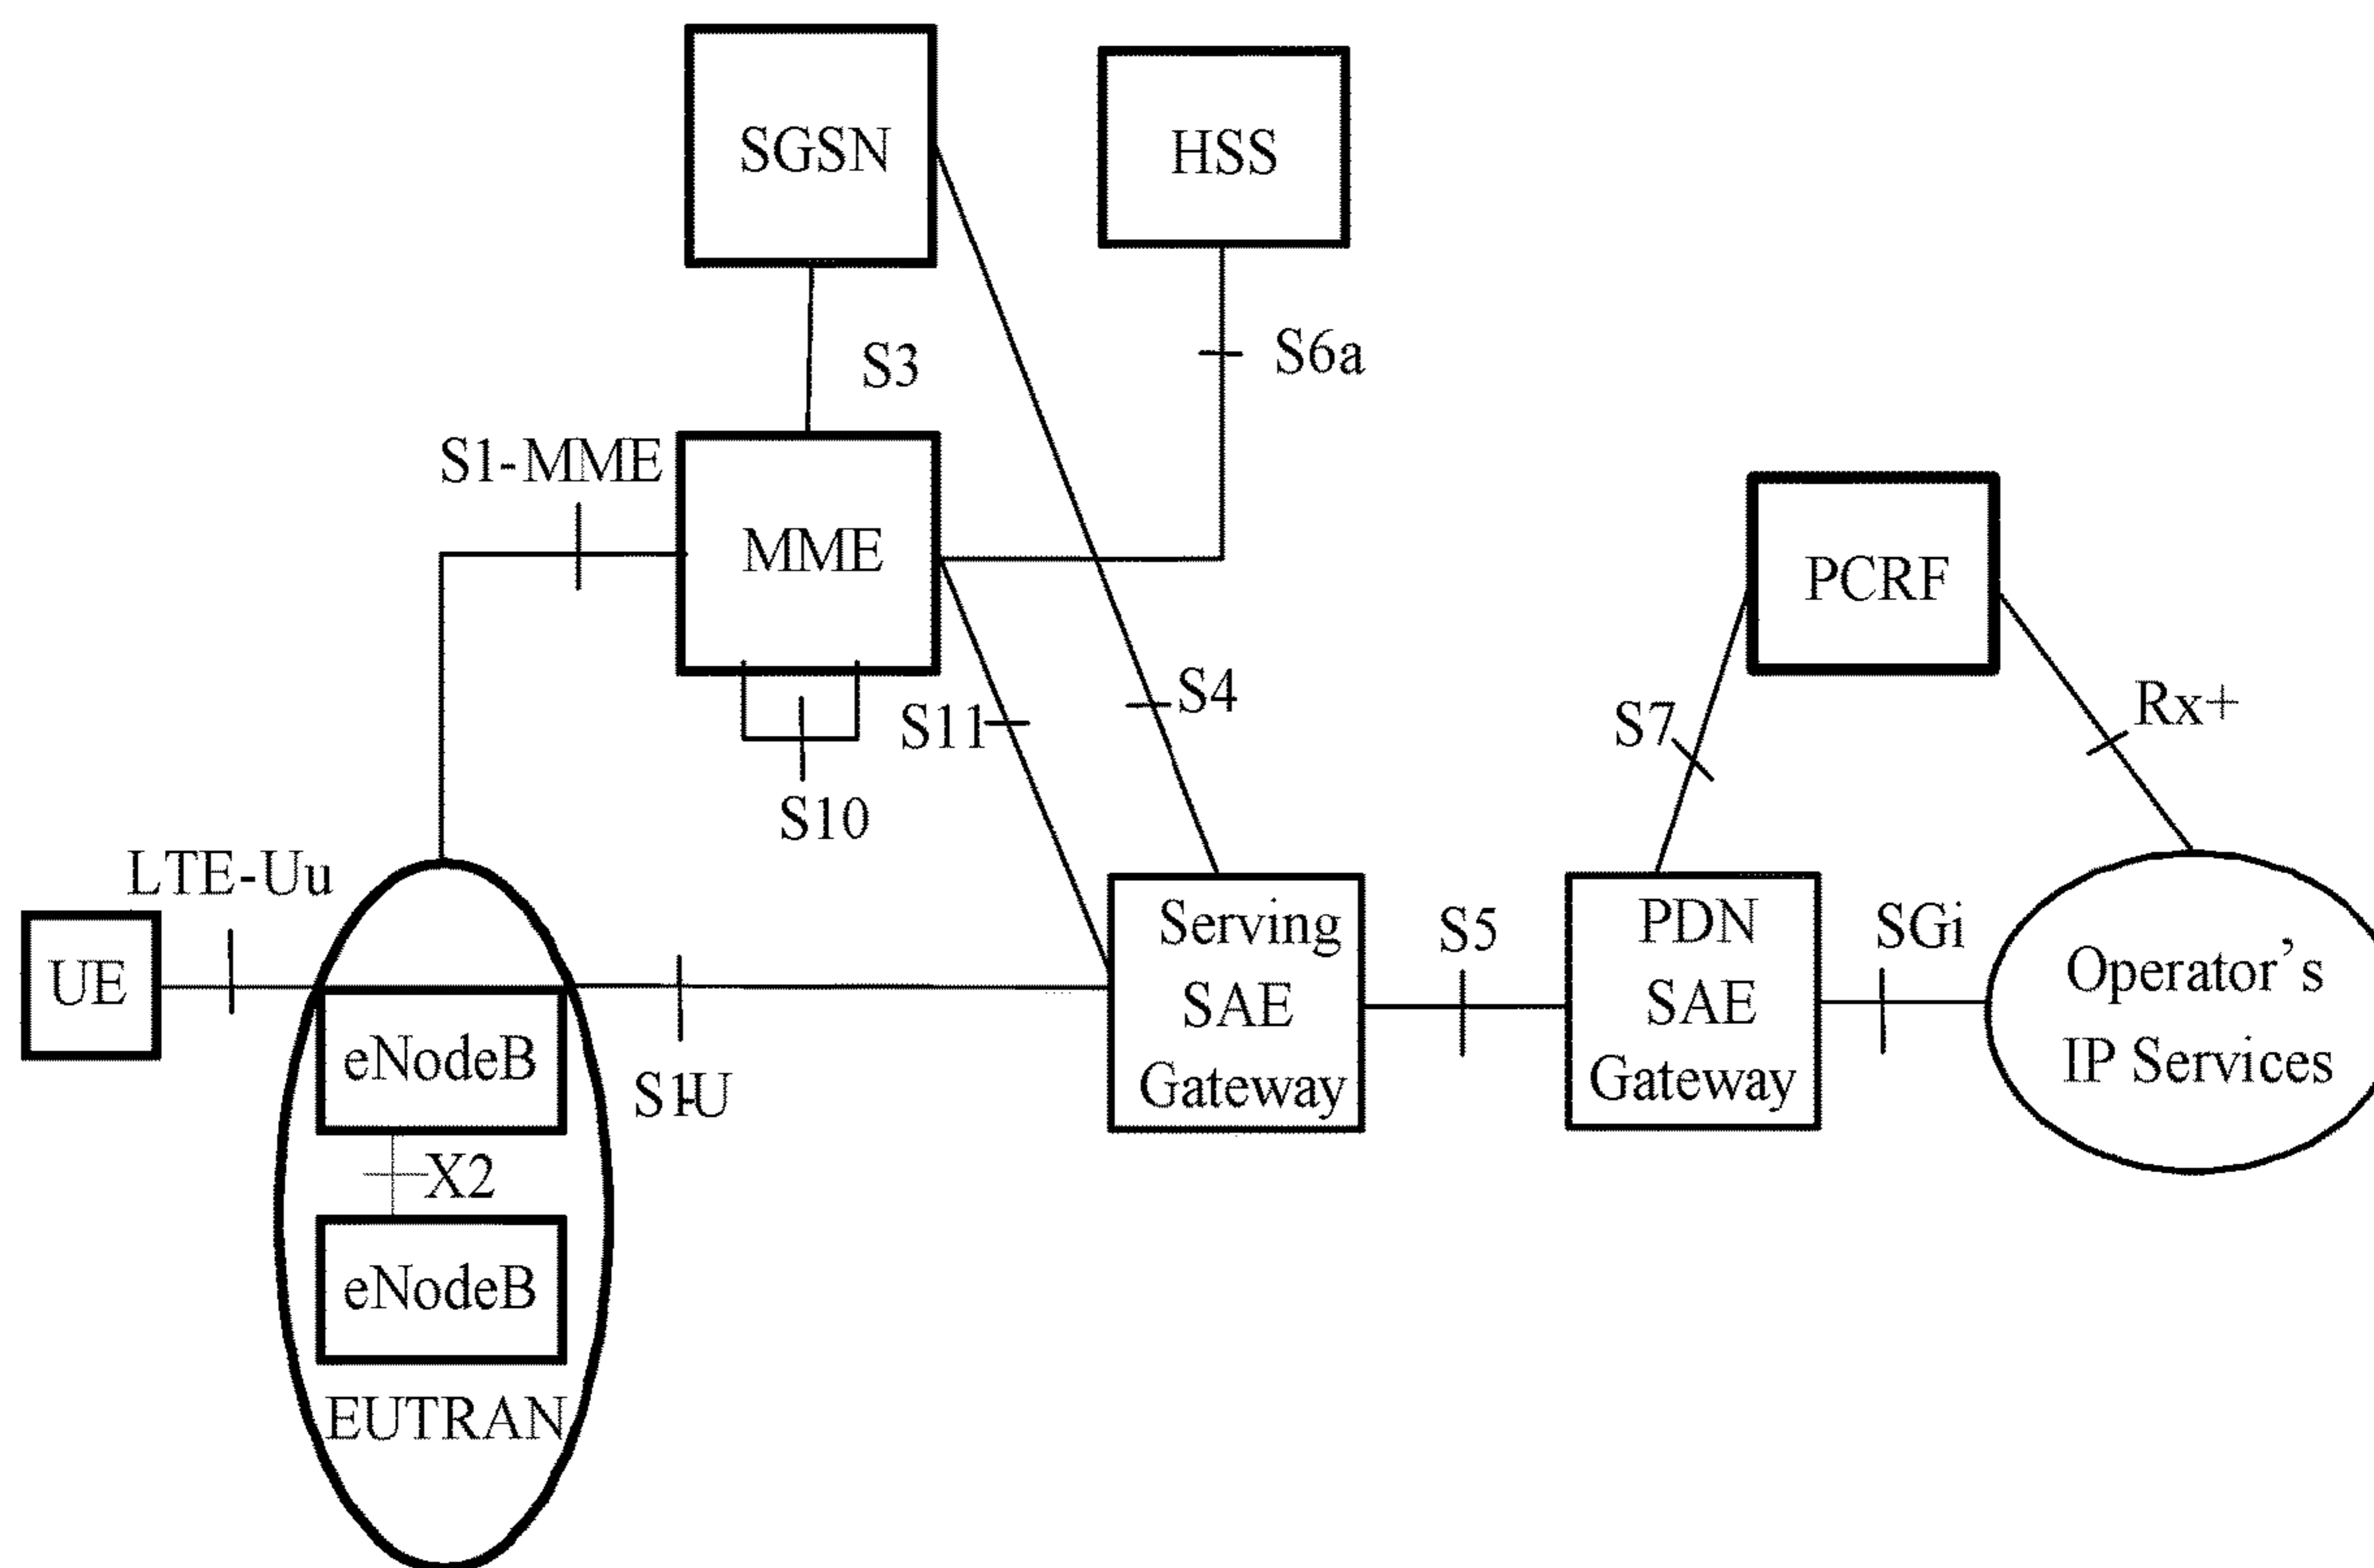 SGSN
HSS
S3
S6a
S1-MME
MME
PCRF
S11
S4
S7
Rx+
S10
LTE-Uu
UE
eNodeB
X2
eNodeB
EUTRAN
S1-U
Serving
SAE
Gateway
S5
PDN
SAE
Gateway
SGi
Operator’s
IP Services